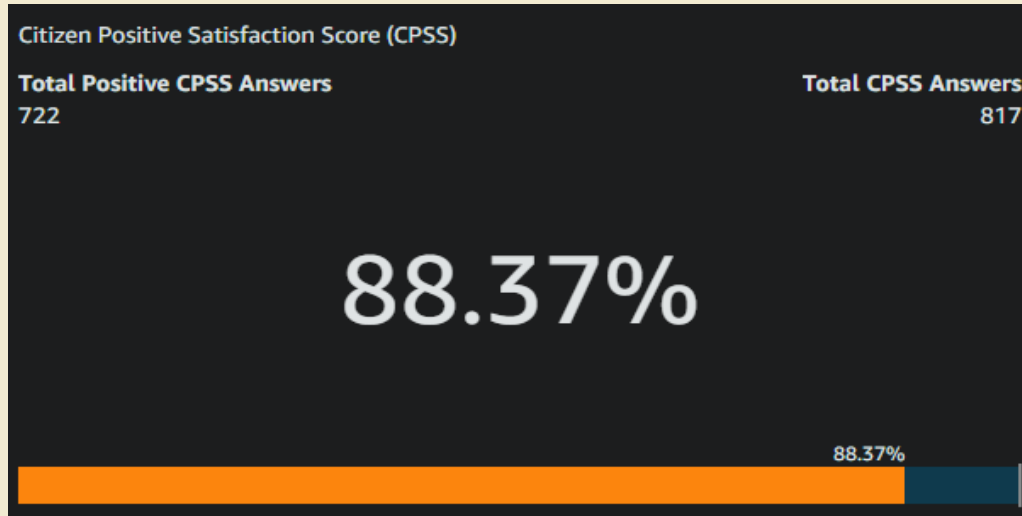 Citizen Positive Satisfaction Score (CPSS)
Total Positive CPSS Answers
722
Total CPSS Answers
817
88.37%
88.37%